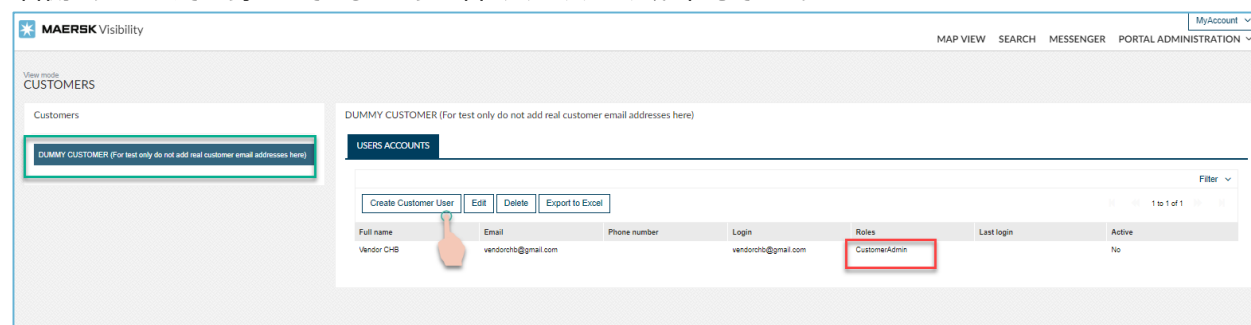 MAERSK Visibility
MyAccount
MAP VIEW SEARCH MESSENGER PORTAL ADMINISTRATION
View mode
CUSTOMERS
Customers
DUMMY CUSTOMER (For test only do not add real customer email addresses here)
DUMMY CUSTOMER (For test only do not add real customer email addresses here)
USERS ACCOUNTS
Filter
Create Customer User Edit Delete Export to Excel 1 to 1 of 1
Full name Email Phone number Login Roles Last login Active
Vendor CHB vendorchb@gmail.com vendorchb@gmail.com CustomerAdmin No